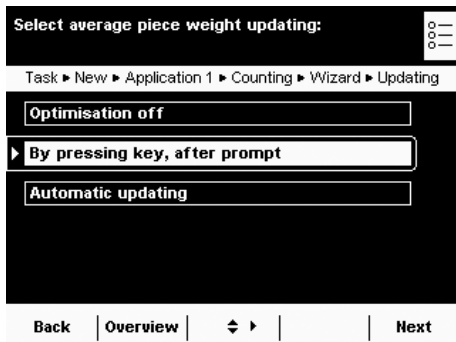 Select average piece weight updating:
Task ▸ New ▸ Application 1 ▸ Counting ▸ Wizard ▸ Updating
Optimisation off
By pressing key, after prompt
Automatic updating
Back Overview Next